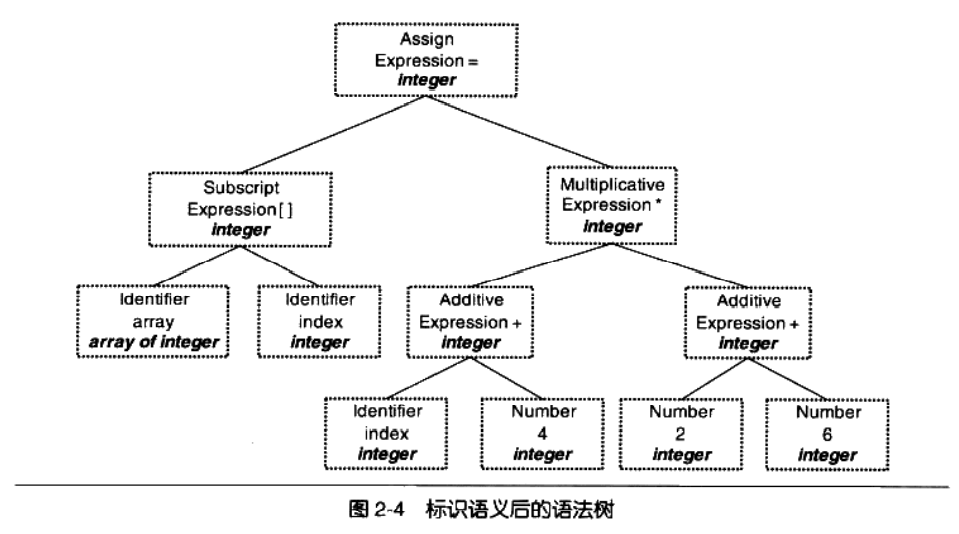 Assign
Expression =
integer
Subscript
Expression[ ]
integer
Multiplicative
Expression *
integer
Identifier
array
array of integer
Identifier
index
integer
Additive
Expression +
integer
Additive
Expression +
integer
Identifier
index
integer
Number
4
integer
Number
2
integer
Number
6
integer
图 2-4 标识语义后的语法树